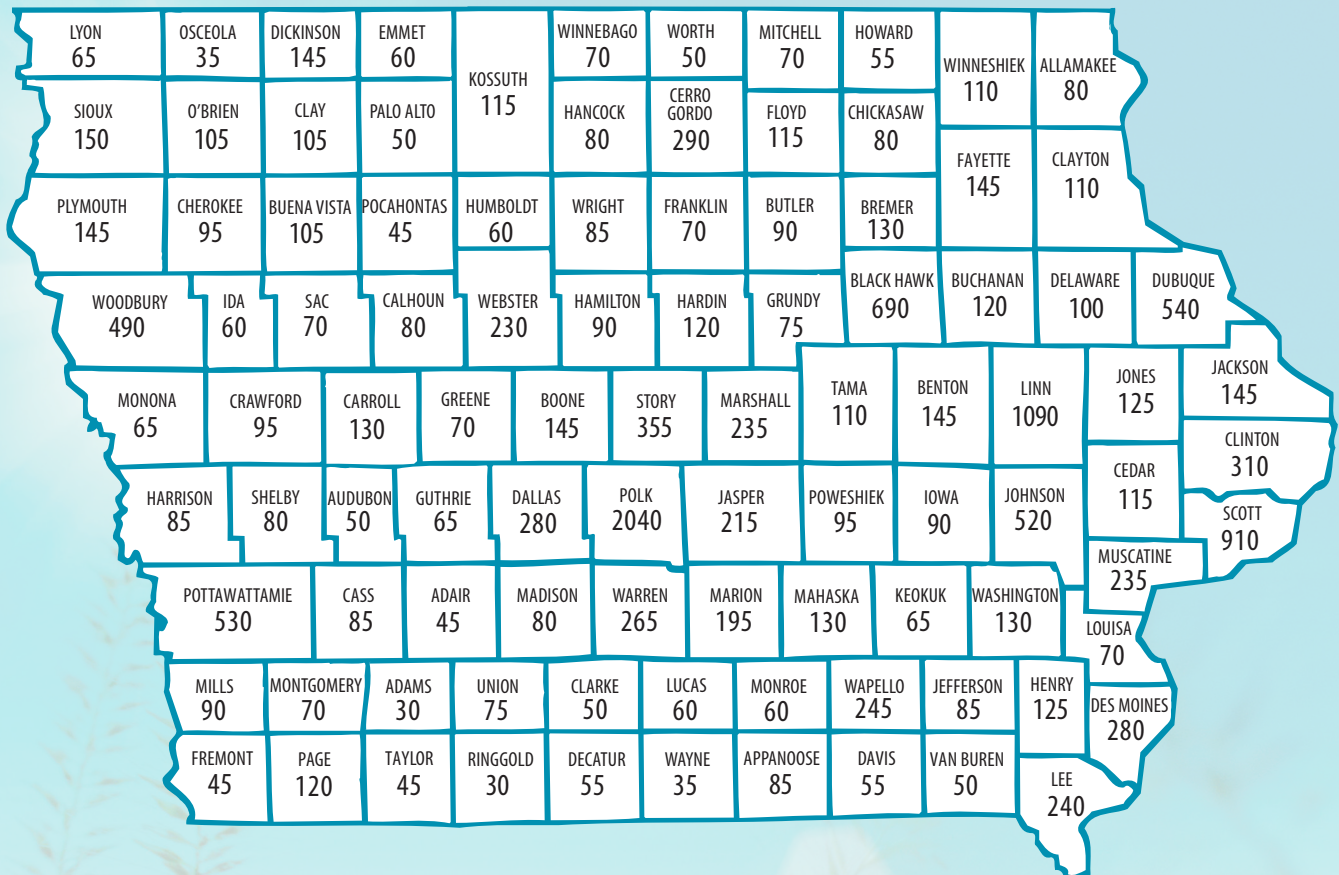 LYON
65
OSCEOLA
35
DICKINSON
145
EMMET
60
KOSSUTH
115
WINNEBAGO
70
WORTH
50
MITCHELL
70
HOWARD
55
WINNESHIEK
110
ALLAMAKEE
80
SIOUX
150
O'BRIEN
105
CLAY
105
PALO ALTO
50
HANCOCK
80
CERRO
GORDO
290
FLOYD
115
CHICKASAW
80
FAYETTE
145
CLAYTON
110
PLYMOUTH
145
CHEROKEE
95
BUENA VISTA
105
POCAHONTAS
45
HUMBOLDT
60
WRIGHT
85
FRANKLIN
70
BUTLER
90
BREMER
130
WOODBURY
490
IDA
60
SAC
70
CALHOUN
80
WEBSTER
230
HAMILTON
90
HARDIN
120
GRUNDY
75
BLACK HAWK
690
BUCHANAN
120
DELAWARE
100
DUBUQUE
540
MONONA
65
CRAWFORD
95
CARROLL
130
GREENE
70
BOONE
145
STORY
355
MARSHALL
235
TAMA
110
BENTON
145
LINN
1090
JONES
125
JACKSON
145
CLINTON
310
HARRISON
85
SHELBY
80
AUDUBON
50
GUTHRIE
65
DALLAS
280
POLK
2040
JASPER
215
POWESHIEK
95
IOWA
90
JOHNSON
520
CEDAR
115
SCOTT
910
MUSCATINE
235
POTTAWATTAMIE
530
CASS
85
ADAIR
45
MADISON
80
WARREN
265
MARION
195
MAHASKA
130
KEOKUK
65
WASHINGTON
130
LOUISA
70
MILLS
90
MONTGOMERY
70
ADAMS
30
UNION
75
CLARKE
50
LUCAS
60
MONROE
60
WAPELLO
245
JEFFERSON
85
HENRY
125
DES MOINES
280
FREMONT
45
PAGE
120
TAYLOR
45
RINGGOLD
30
DECATUR
55
WAYNE
35
APPANOOSE
85
DAVIS
55
VAN BUREN
50
LEE
240